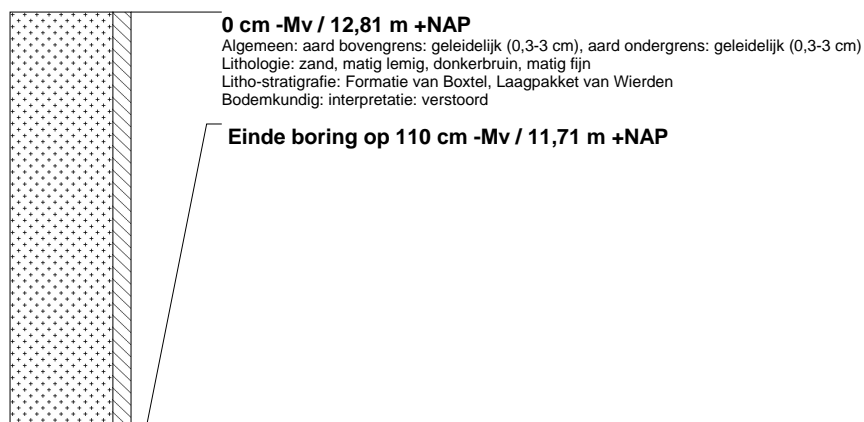 0 cm -Mv / 12,81 m +NAP
Algemeen: aard bovengrens: geleidelijk (0,3-3 cm), aard ondergrens: geleidelijk (0,3-3 cm)
Lithologie: zand, matig lemig, donkerbruin, matig fijn
Litho-stratigrafie: Formatie van Boxtel, Laagpakket van Wierden
Bodemkundig: interpretatie: verstoord
Einde boring op 110 cm -Mv / 11,71 m +NAP